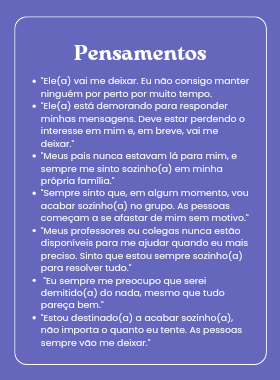 Pensamentos
• "Ele(a) vai me deixar. Eu não consigo manter
ninguém por perto por muito tempo.
• "Ele(a) está demorando para responder
minhas mensagens. Deve estar perdendo o
interesse em mim e, em breve, vai me
deixar."
• "Meus pais nunca estavam lá para mim, e
sempre me sinto sozinho(a) em minha
própria família."
• "Sempre sinto que, em algum momento, vou
acabar sozinho(a) no grupo. As pessoas
começam a se afastar de mim sem motivo."
• "Meus professores ou colegas nunca estão
disponíveis para me ajudar quando eu mais
preciso. Sinto que estou sempre sozinho(a)
para resolver tudo."
• "Eu sempre me preocupo que serei
demitido(a) do nada, mesmo que tudo
pareça bem."
• "Estou destinado(a) a acabar sozinho(a),
não importa o quanto eu tente. As pessoas
sempre vão me deixar."